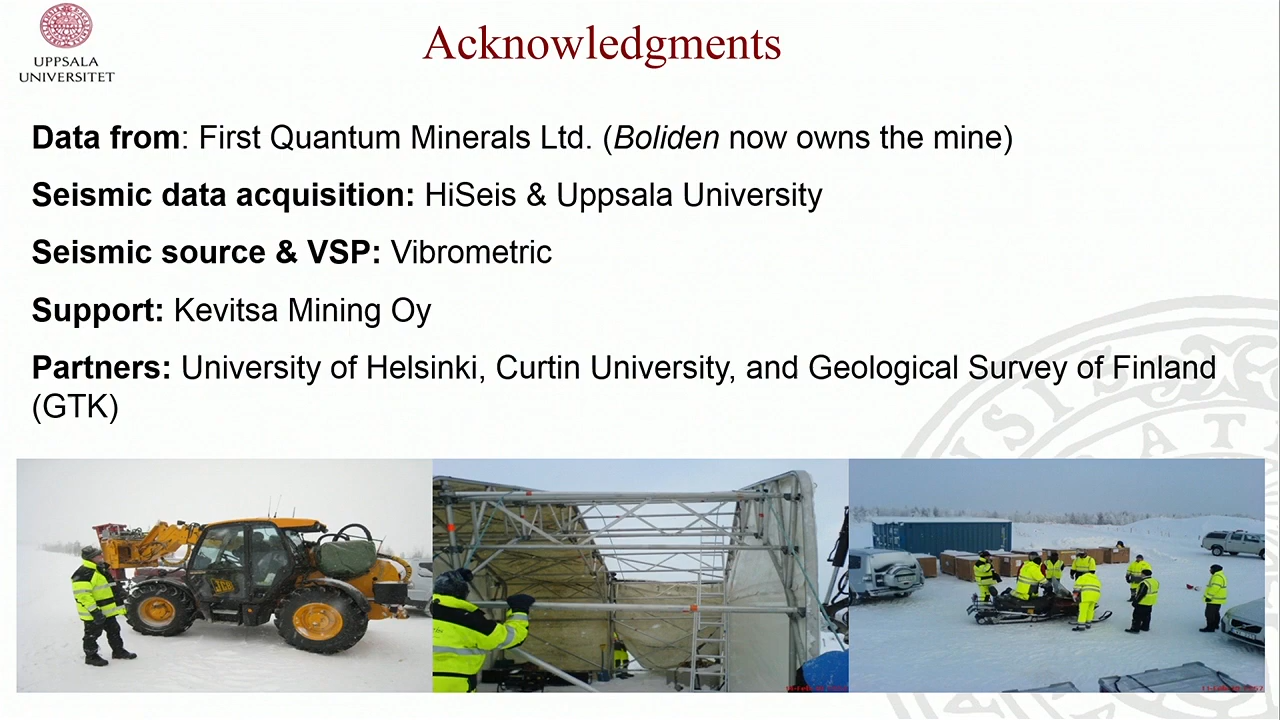 UPPSALA
UNIVERSITET
Acknowledgments
Data from: First Quantum Minerals Ltd. (Boliden now owns the mine)
Seismic data acquisition: HiSeis & Uppsala University
Seismic source & VSP: Vibrometric
Support: Kevitsa Mining Oy
Partners: University of Helsinki, Curtin University, and Geological Survey of Finland
(GTK)
JCB